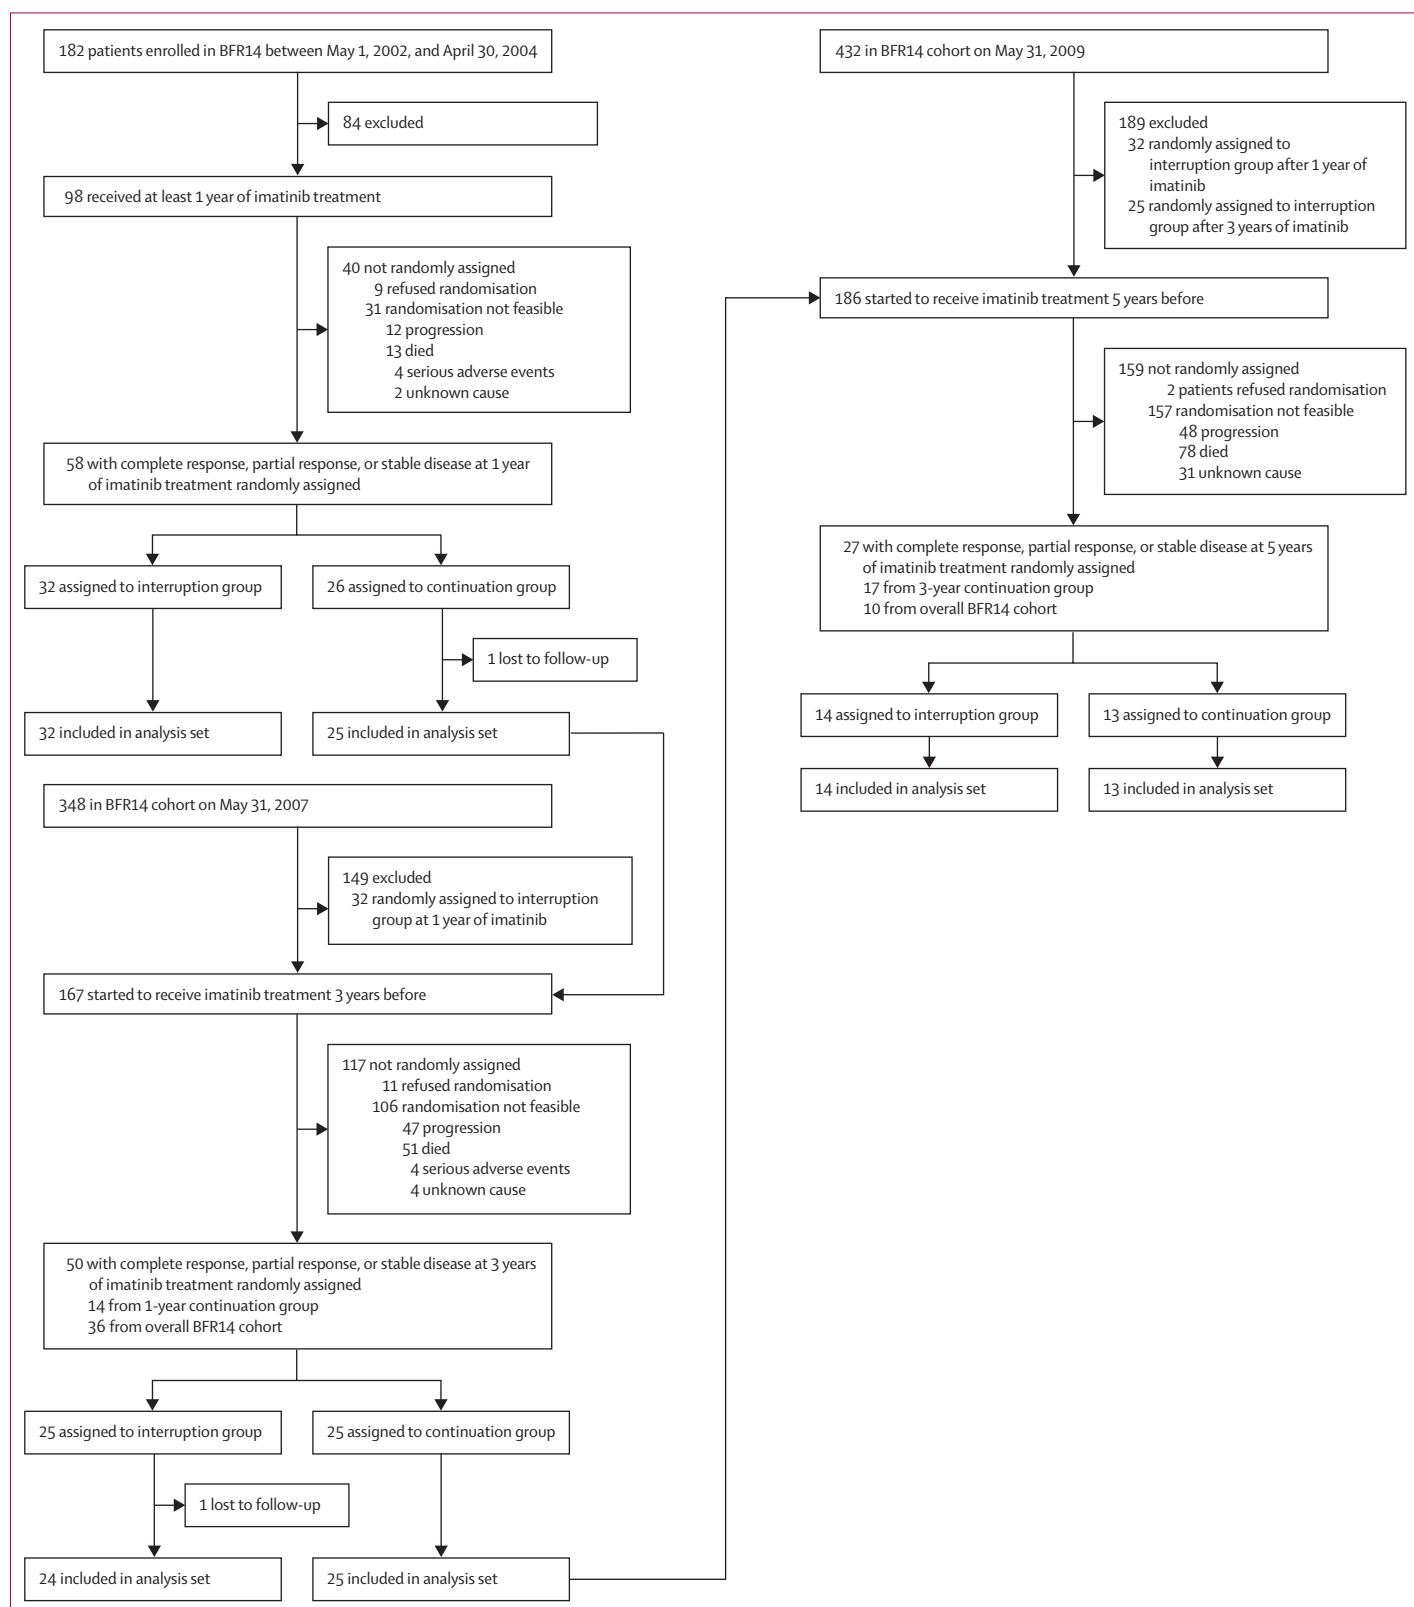 182 patients enrolled in BFR14 between May 1, 2002, and April 30, 2004
84 excluded
98 received at least 1 year of imatinib treatment
40 not randomly assigned
9 refused randomisation
31 randomisation not feasible
12 progression
13 died
4 serious adverse events
2 unknown cause
58 with complete response, partial response, or stable disease at 1 year
of imatinib treatment randomly assigned
32 assigned to interruption group
26 assigned to continuation group
1 lost to follow-up
32 included in analysis set
25 included in analysis set
348 in BFR14 cohort on May 31, 2007
149 excluded
32 randomly assigned to interruption
group at 1 year of imatinib
167 started to receive imatinib treatment 3 years before
117 not randomly assigned
11 refused randomisation
106 randomisation not feasible
47 progression
51 died
4 serious adverse events
4 unknown cause
50 with complete response, partial response, or stable disease at 3 years
of imatinib treatment randomly assigned
14 from 1-year continuation group
36 from overall BFR14 cohort
25 assigned to interruption group
25 assigned to continuation group
1 lost to follow-up
24 included in analysis set
25 included in analysis set
432 in BFR14 cohort on May 31, 2009
189 excluded
32 randomly assigned to
interruption group after 1 year of
imatinib
25 randomly assigned to interruption
group after 3 years of imatinib
186 started to receive imatinib treatment 5 years before
159 not randomly assigned
2 patients refused randomisation
157 randomisation not feasible
48 progression
78 died
31 unknown cause
27 with complete response, partial response, or stable disease at 5 years
of imatinib treatment randomly assigned
17 from 3-year continuation group
10 from overall BFR14 cohort
14 assigned to interruption group
13 assigned to continuation group
14 included in analysis set
13 included in analysis set